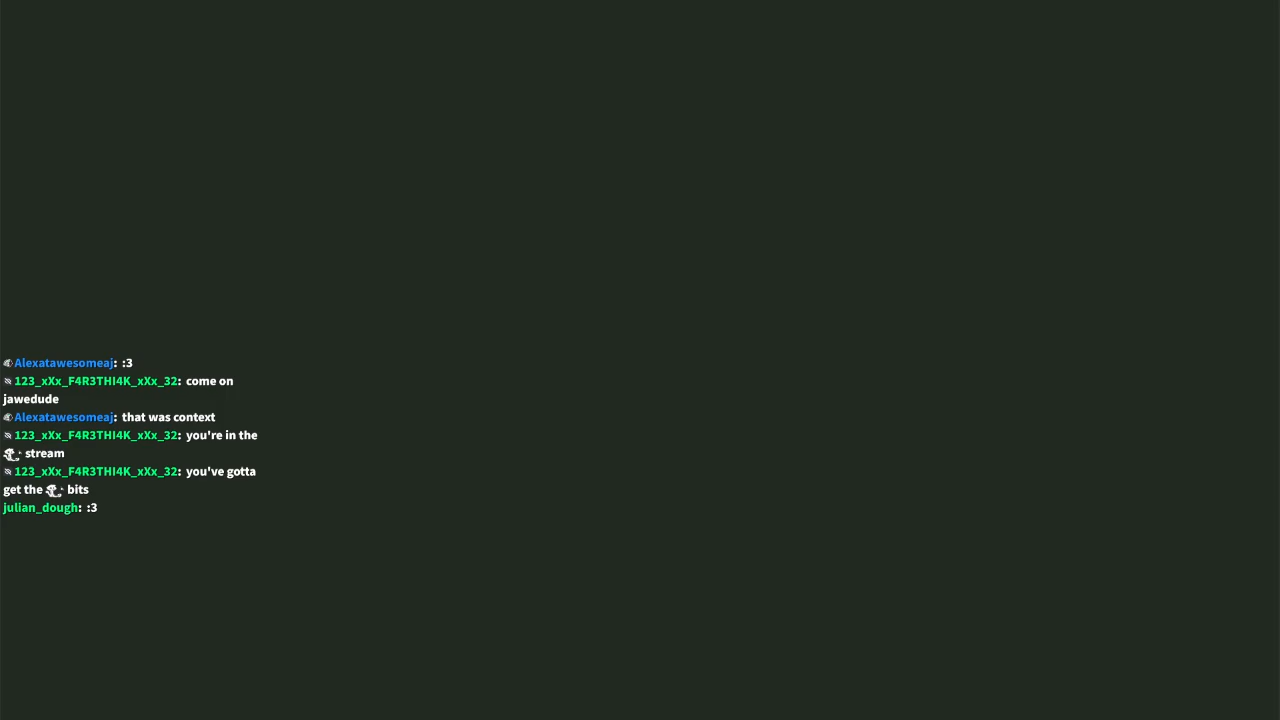 Alexatawesomeaj: :3
123_xXx_F4R3THI4K_xXx_32: come on
jawedude
Alexatawesomeaj: that was context
123_xXx_F4R3THI4K_xXx_32: you're in the
stream
123_xXx_F4R3THI4K_xXx_32: you've gotta
get the bits
julian_dough: :3